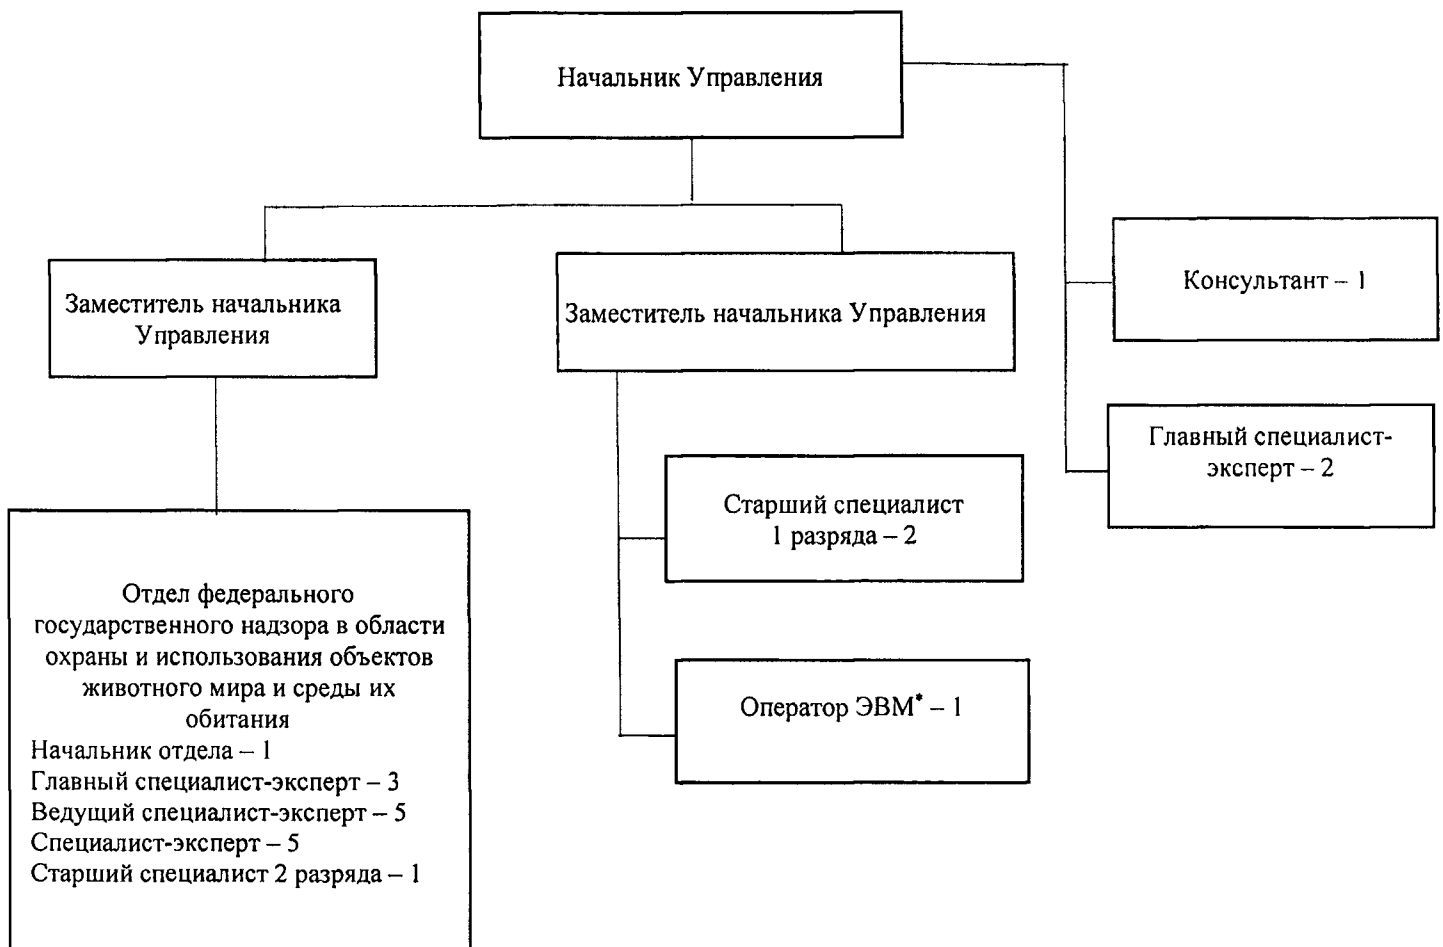 Начальник Управления
Заместитель начальника
Управления
Заместитель начальника Управления
Консультант – 1
Главный специалист-
эксперт – 2
Старший специалист
1 разряда – 2
Оператор ЭВМ* – 1
Отдел федерального
государственного надзора в области
охраны и использования объектов
животного мира и среды их
обитания
Начальник отдела – 1
Главный специалист-эксперт – 3
Ведущий специалист-эксперт – 5
Специалист-эксперт – 5
Старший специалист 2 разряда – 1